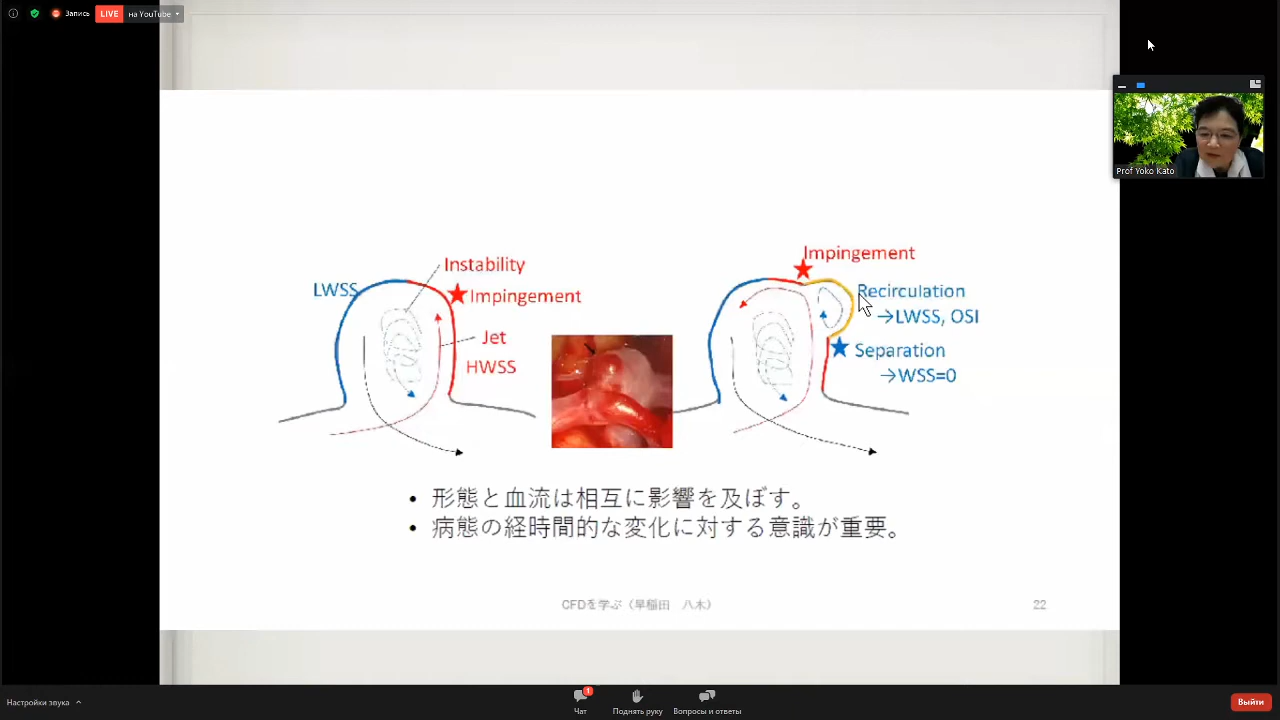 Запись
LIVE
на YouTube
Prof Yoko Kato
Instability
LWSS
Impingement
Jet
HWSS
Impingement
Recirculation
→LWSS, OSI
Separation
→WSS=0
• 形態と血流は相互に影響を及ぼす。
• 病態の経時間的な変化に対する意識が重要。
CFDを学ぶ（早稲田 八木）
22
Настройки звука
1
Чат
Поднять руку
Вопросы и ответы
Выйти